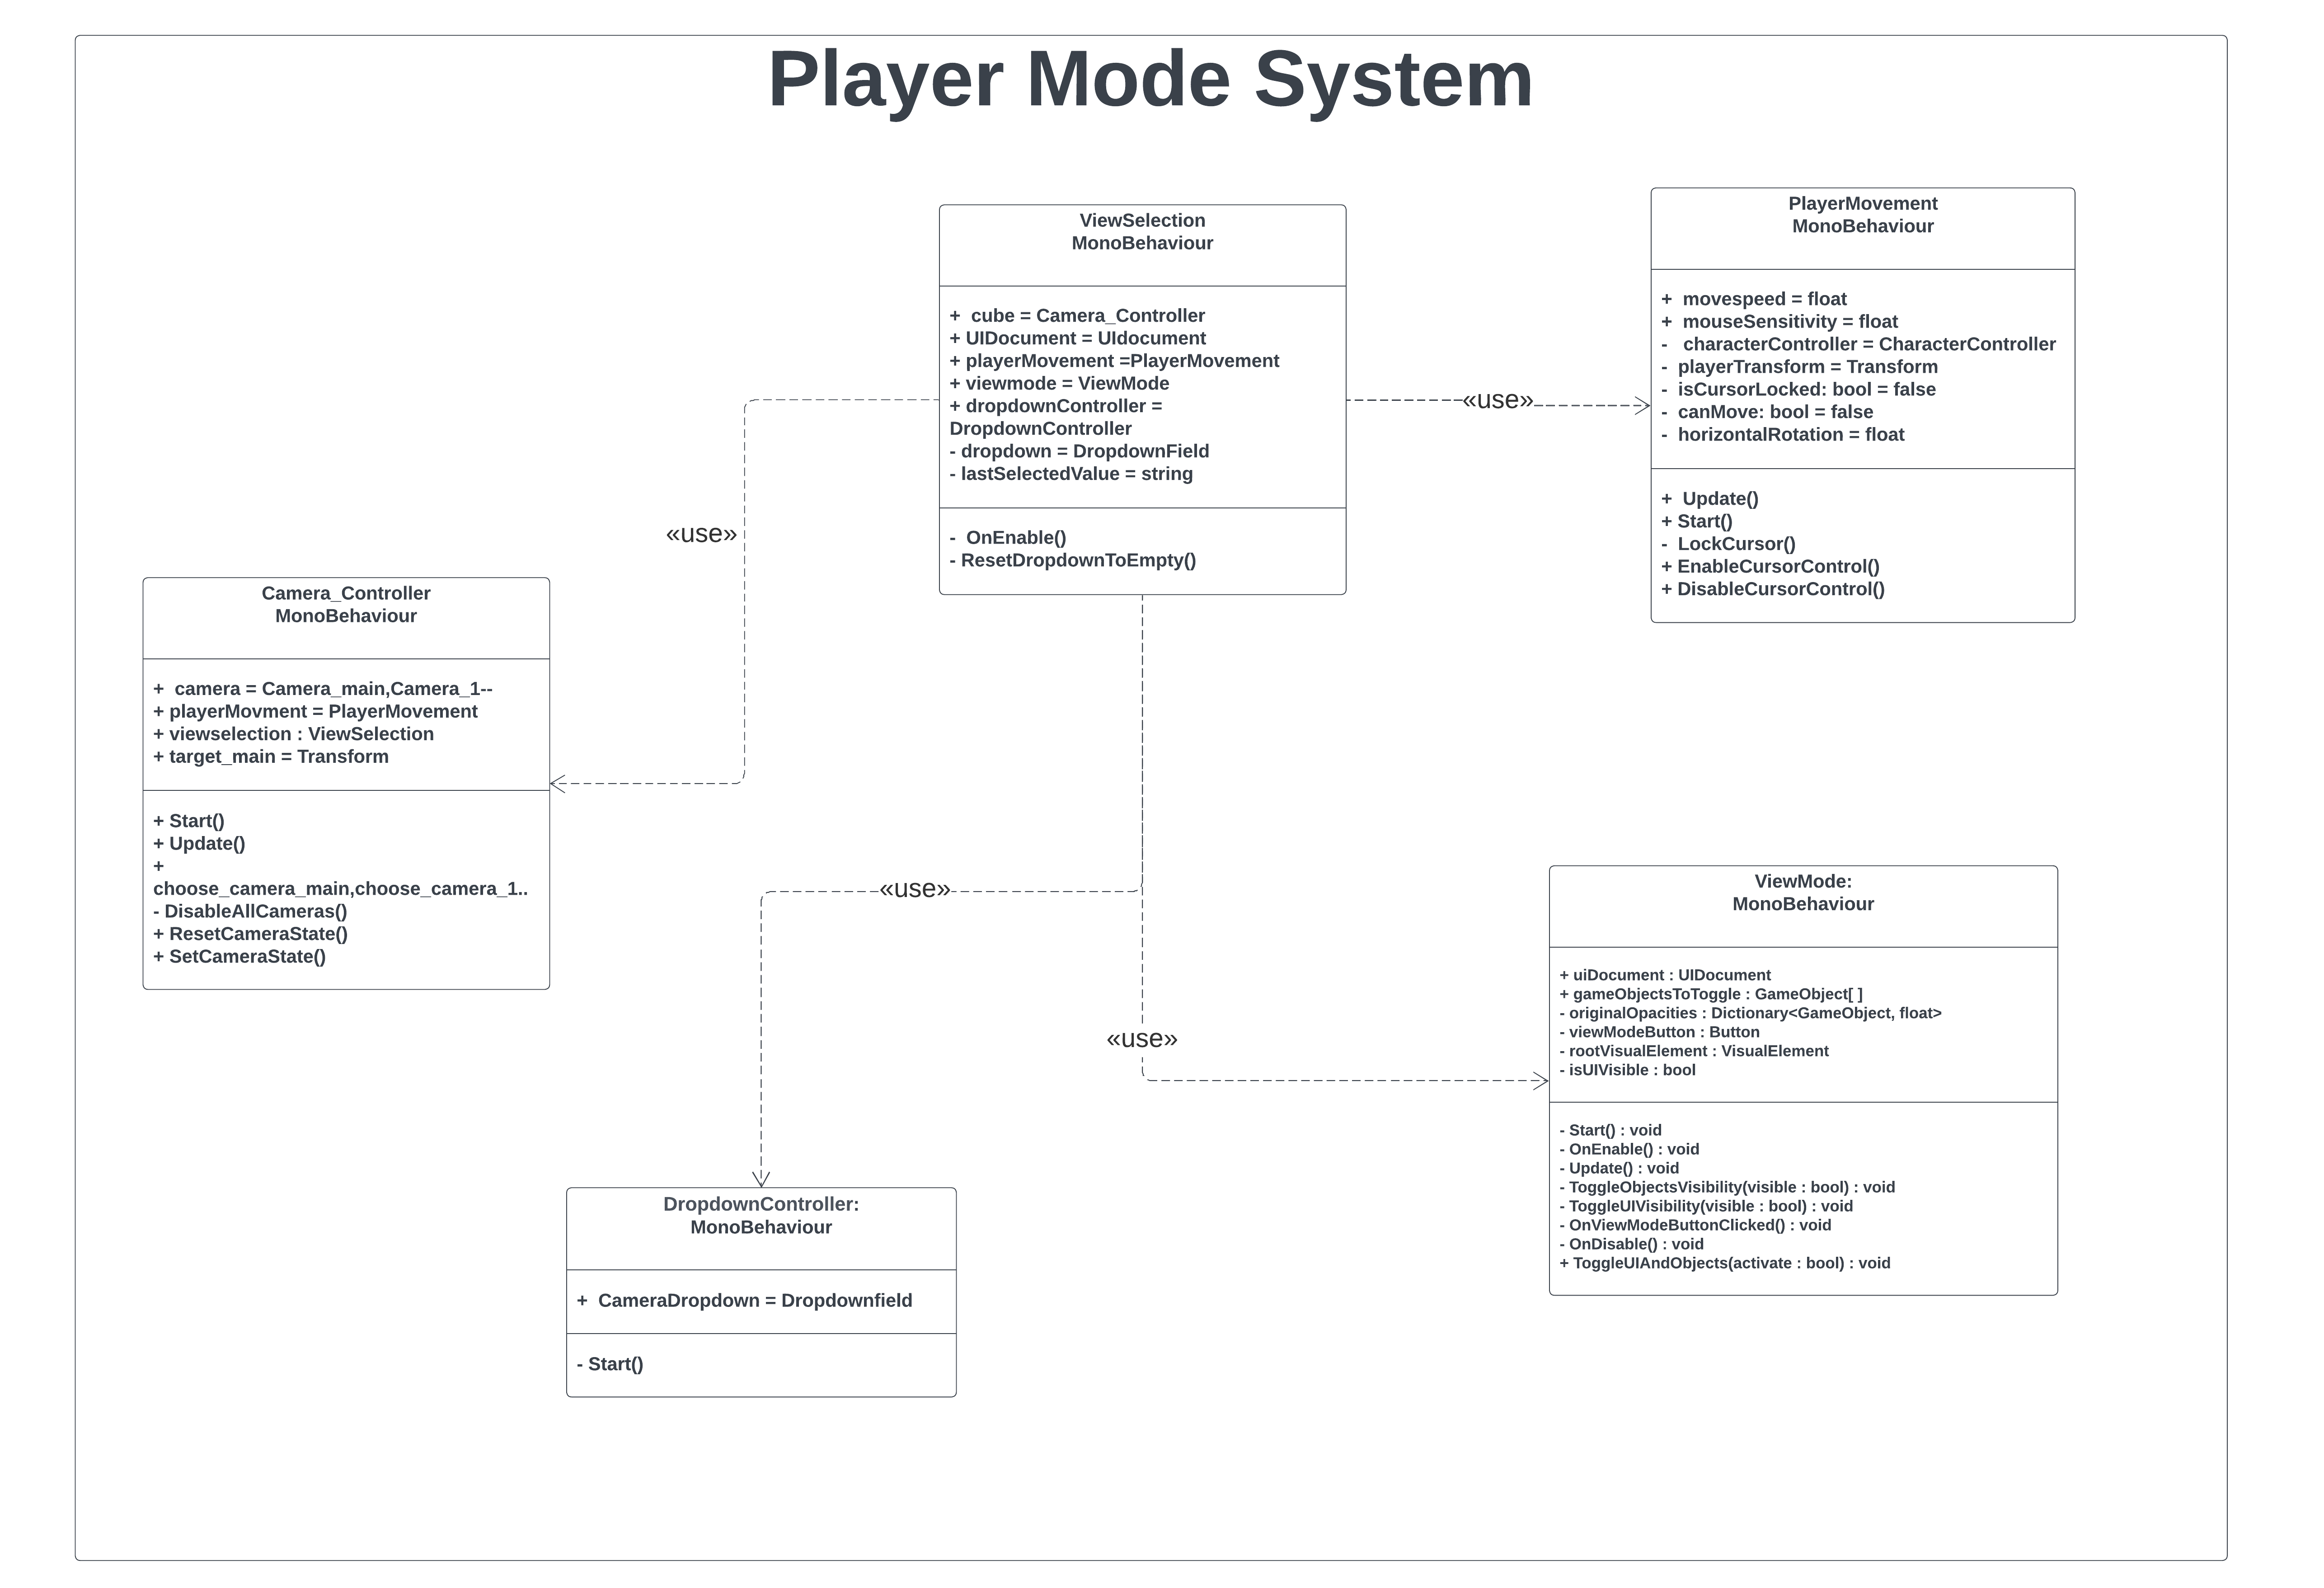 Player Mode System
ViewSelection
MonoBehaviour
+  cube = Camera_Controller
+ UIDocument = UIdocument
+ playerMovement =PlayerMovement
+ viewmode = ViewMode
+ dropdownController =
DropdownController
- dropdown = DropdownField
- lastSelectedValue = string
-  OnEnable()
- ResetDropdownToEmpty()
PlayerMovement
MonoBehaviour
+  movespeed = float
+  mouseSensitivity = float
-   characterController = CharacterController
-  playerTransform = Transform
-  isCursorLocked: bool = false
-  canMove: bool = false
-  horizontalRotation = float
+  Update()
+ Start()
-  LockCursor()
+ EnableCursorControl()
+ DisableCursorControl()
«use»
«use»
Camera_Controller
MonoBehaviour
+  camera = Camera_main,Camera_1--
+ playerMovment = PlayerMovement
+ viewselection : ViewSelection
+ target_main = Transform
+ Start()
+ Update()
+
choose_camera_main,choose_camera_1..
- DisableAllCameras()
+ ResetCameraState()
+ SetCameraState()
«use»
«use»
ViewMode:
MonoBehaviour
+ uiDocument : UIDocument
+ gameObjectsToToggle : GameObject[ ]
- originalOpacities : Dictionary<GameObject, float>
- viewModeButton : Button
- rootVisualElement : VisualElement
- isUIVisible : bool
- Start() : void
- OnEnable() : void
- Update() : void
- ToggleObjectsVisibility(visible : bool) : void
- ToggleUIVisibility(visible : bool) : void
- OnViewModeButtonClicked() : void
- OnDisable() : void
+ ToggleUIAndObjects(activate : bool) : void
DropdownController:
MonoBehaviour
+  CameraDropdown = Dropdownfield
- Start()